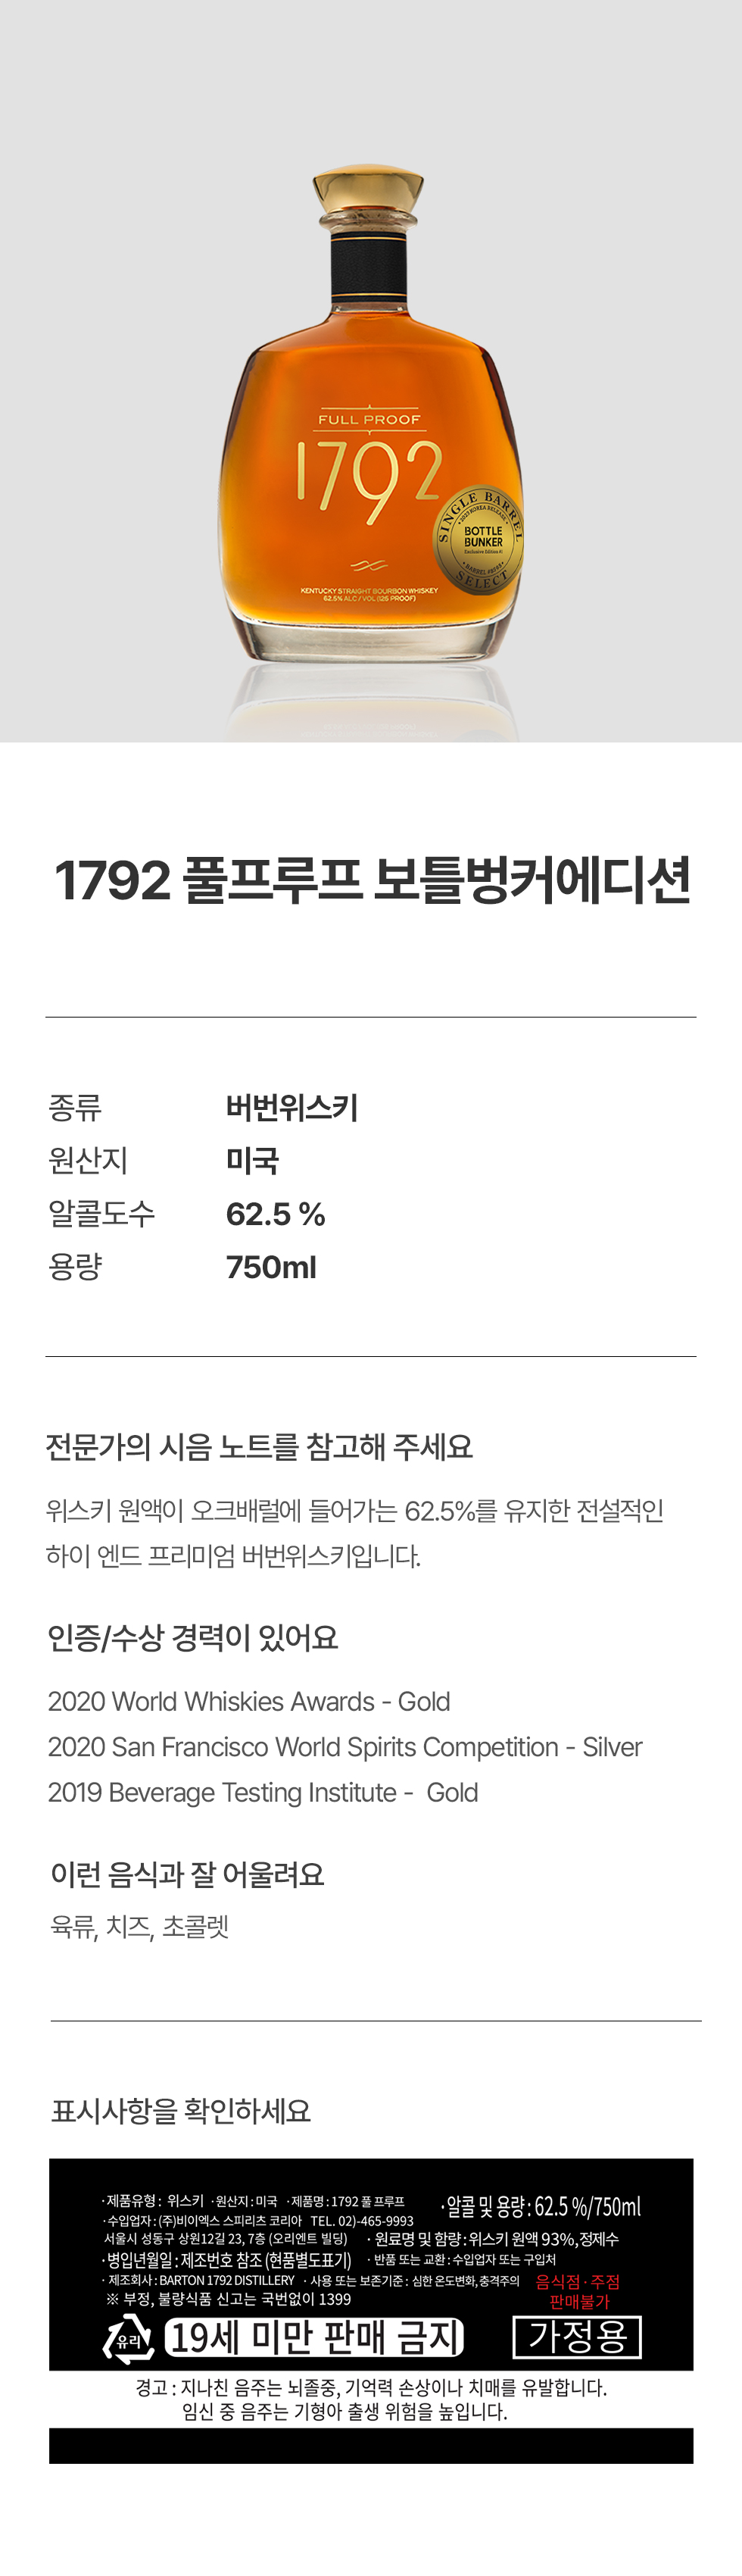 FULL PROOF
1792
SINGLE BARREL
2023 KOREA RELEASE
BOTTLE
BUNKER
Exclusive Edition #1
SELECT
KENTUCKY STRAIGHT BOURBON WHISKEY
62.5% ALC / VOL (125 PROOF)
1792 풀프루프 보틀벙커에디션
종류 버번위스키
원산지 미국
알콜도수 62.5 %
용량 750ml
전문가의 시음 노트를 참고해 주세요
위스키 원액이 오크배럴에 들어가는 62.5%를 유지한 전설적인
하이 엔드 프리미엄 버번위스키입니다.
인증/수상 경력이 있어요
2020 World Whiskies Awards - Gold
2020 San Francisco World Spirits Competition - Silver
2019 Beverage Testing Institute - Gold
이런 음식과 잘 어울려요
육류, 치즈, 초콜렛
표시사항을 확인하세요
·제품유형 : 위스키 ·원산지 : 미국 ·제품명 : 1792 풀 프루프 ·알콜 및 용량 : 62.5 %/750ml
·수입업자 : (주)비이엑스 스피리츠 코리아 TEL. 02)-465-9993
서울시 성동구 상원12길 23, 7층 (오리엔트 빌딩) · 원료명 및 함량 : 위스키 원액 93%, 정제수
·병입년월일 : 제조번호 참조 (현품별도표기) · 반품 또는 교환 : 수입업자 또는 구입처
· 제조회사 : BARTON 1792 DISTILLERY · 사용 또는 보존기준 : 심한 온도변화, 충격주의 음식점 · 주점
※ 부정, 불량식품 신고는 국번없이 1399 판매불가
유리 19세 미만 판매 금지 가정용
경고 : 지나친 음주는 뇌졸중, 기억력 손상이나 치매를 유발합니다.
임신 중 음주는 기형아 출생 위험을 높입니다.